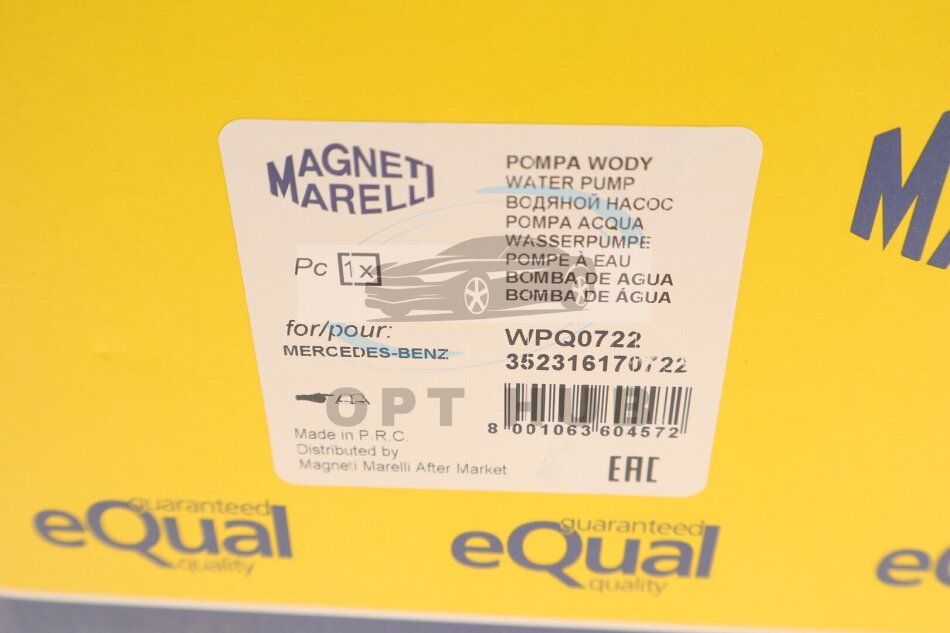 MAGNETI
MARELLI
Pc 1x
for/pour:
MERCEDES-BENZ
Made in P.R.C.
Distributed by
Magneti Marelli After Market
POMPA WODY
WATER PUMP
ВОДЯНОЙ НАСОС
POMPA ACQUA
WASSERPUMPE
POMPE À EAU
BOMBA DE AGUA
BOMBA DE ÁGUA
WPQ0722
352316170722
8 001063 604572
EAC
OPT HUB
guaranteed
eQual
quality
guaranteed
eQual
quality